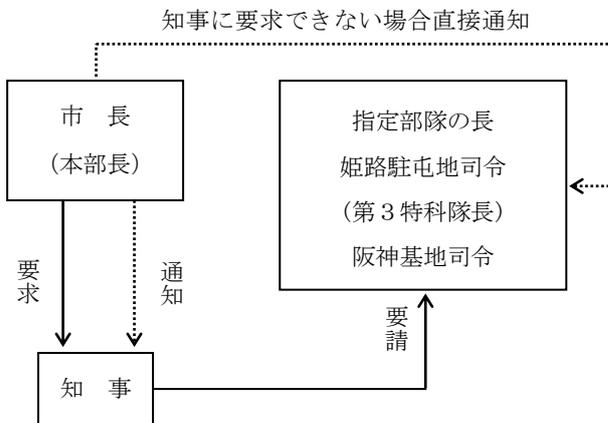 知事に要求できない場合直接通知
市　長
（本部長）
指定部隊の長
姫路駐屯地司令
（第３特科隊長）
阪神基地司令
要求
通知
要請
知　事